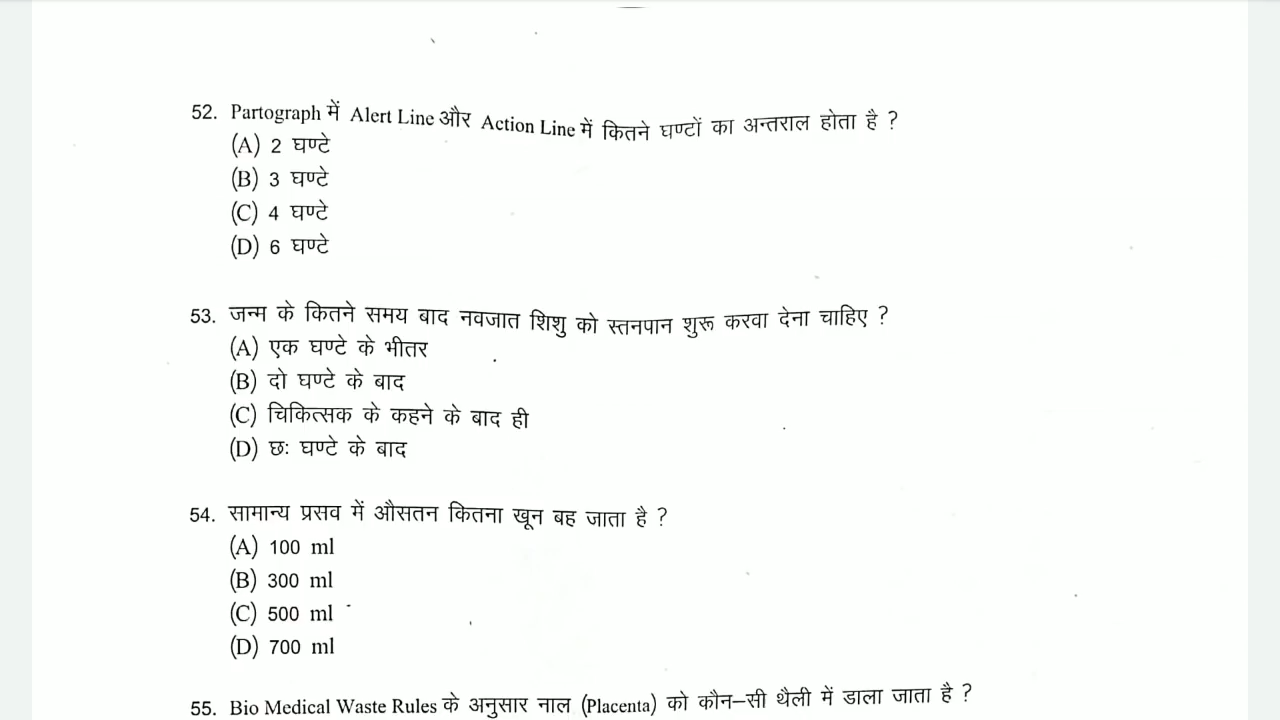 52. Partograph में Alert Line और Action Line में कितने घण्टों का अन्तराल होता है ?
(A) 2 घण्टे
(B) 3 घण्टे
(C) 4 घण्टे
(D) 6 घण्टे
53. जन्म के कितने समय बाद नवजात शिशु को स्तनपान शुरू करवा देना चाहिए ?
(A) एक घण्टे के भीतर
(B) दो घण्टे के बाद
(C) चिकित्सक के कहने के बाद ही
(D) छः घण्टे के बाद
54. सामान्य प्रसव में औसतन कितना खून बह जाता है ?
(A) 100 ml
(B) 300 ml
(C) 500 ml
(D) 700 ml
55. Bio Medical Waste Rules के अनुसार नाल (Placenta) को कौन–सी थैली में डाला जाता है ?